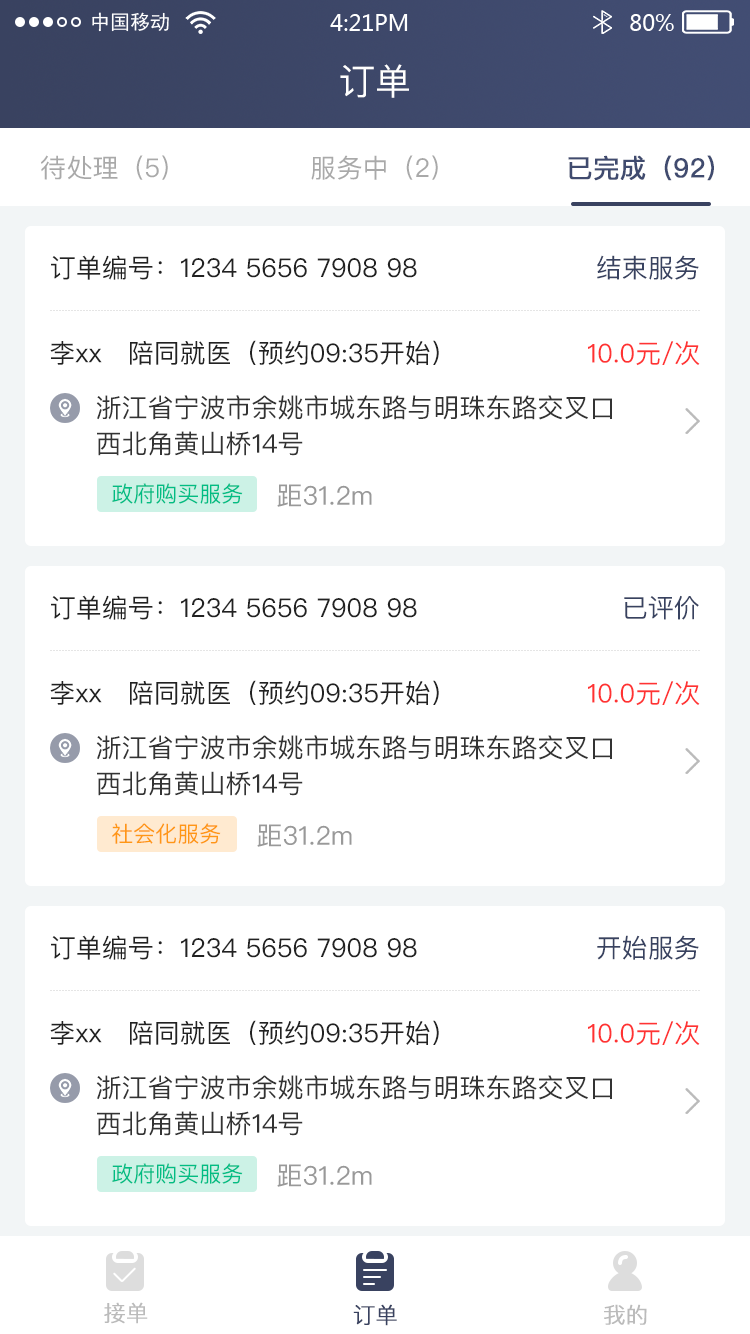 中国移动 4:21PM 80%
订单
待处理（5） 服务中（2） 已完成（92）
订单编号：1234 5656 7908 98 结束服务
李xx 陪同就医（预约09:35开始） 10.0元/次
浙江省宁波市余姚市城东路与明珠东路交叉口
西北角黄山桥14号
政府购买服务 距31.2m
订单编号：1234 5656 7908 98 已评价
李xx 陪同就医（预约09:35开始） 10.0元/次
浙江省宁波市余姚市城东路与明珠东路交叉口
西北角黄山桥14号
社会化服务 距31.2m
订单编号：1234 5656 7908 98 开始服务
李xx 陪同就医（预约09:35开始） 10.0元/次
浙江省宁波市余姚市城东路与明珠东路交叉口
西北角黄山桥14号
政府购买服务 距31.2m
接单 订单 我的